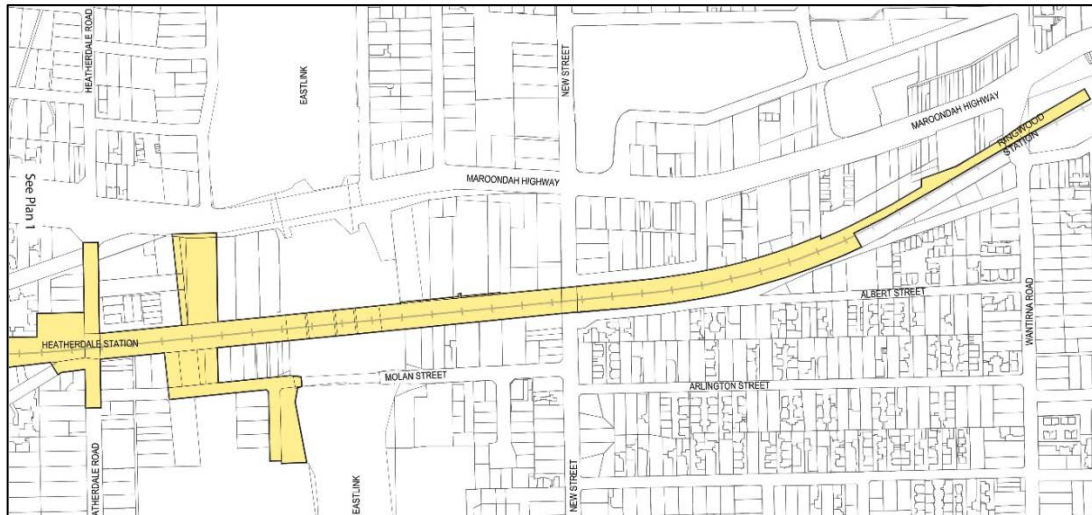 HEATHERDALE ROAD
EASTLINK
NEW STREET
MAROONDAH HIGHWAY
RINGWOOD
STATION
MAROONDAH HIGHWAY
See Plan 1
ALBERT STREET
WANTIRNA ROAD
HEATHERDALE STATION
MOLAN STREET
ARLINGTON STREET
EATHERDALE ROAD
EASTLINK
NEW STREET